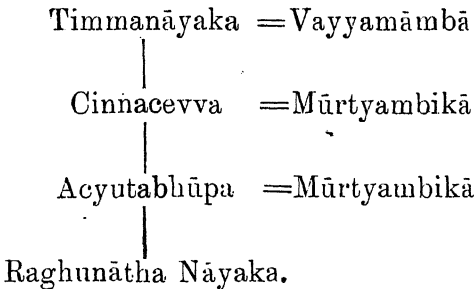 Timmanāyaka = Vayyamāmbā
Cinnacevva = Mūrtyambikā
Acyutabhūpa = Mūrtyambikā
Raghunātha Nāyaka.